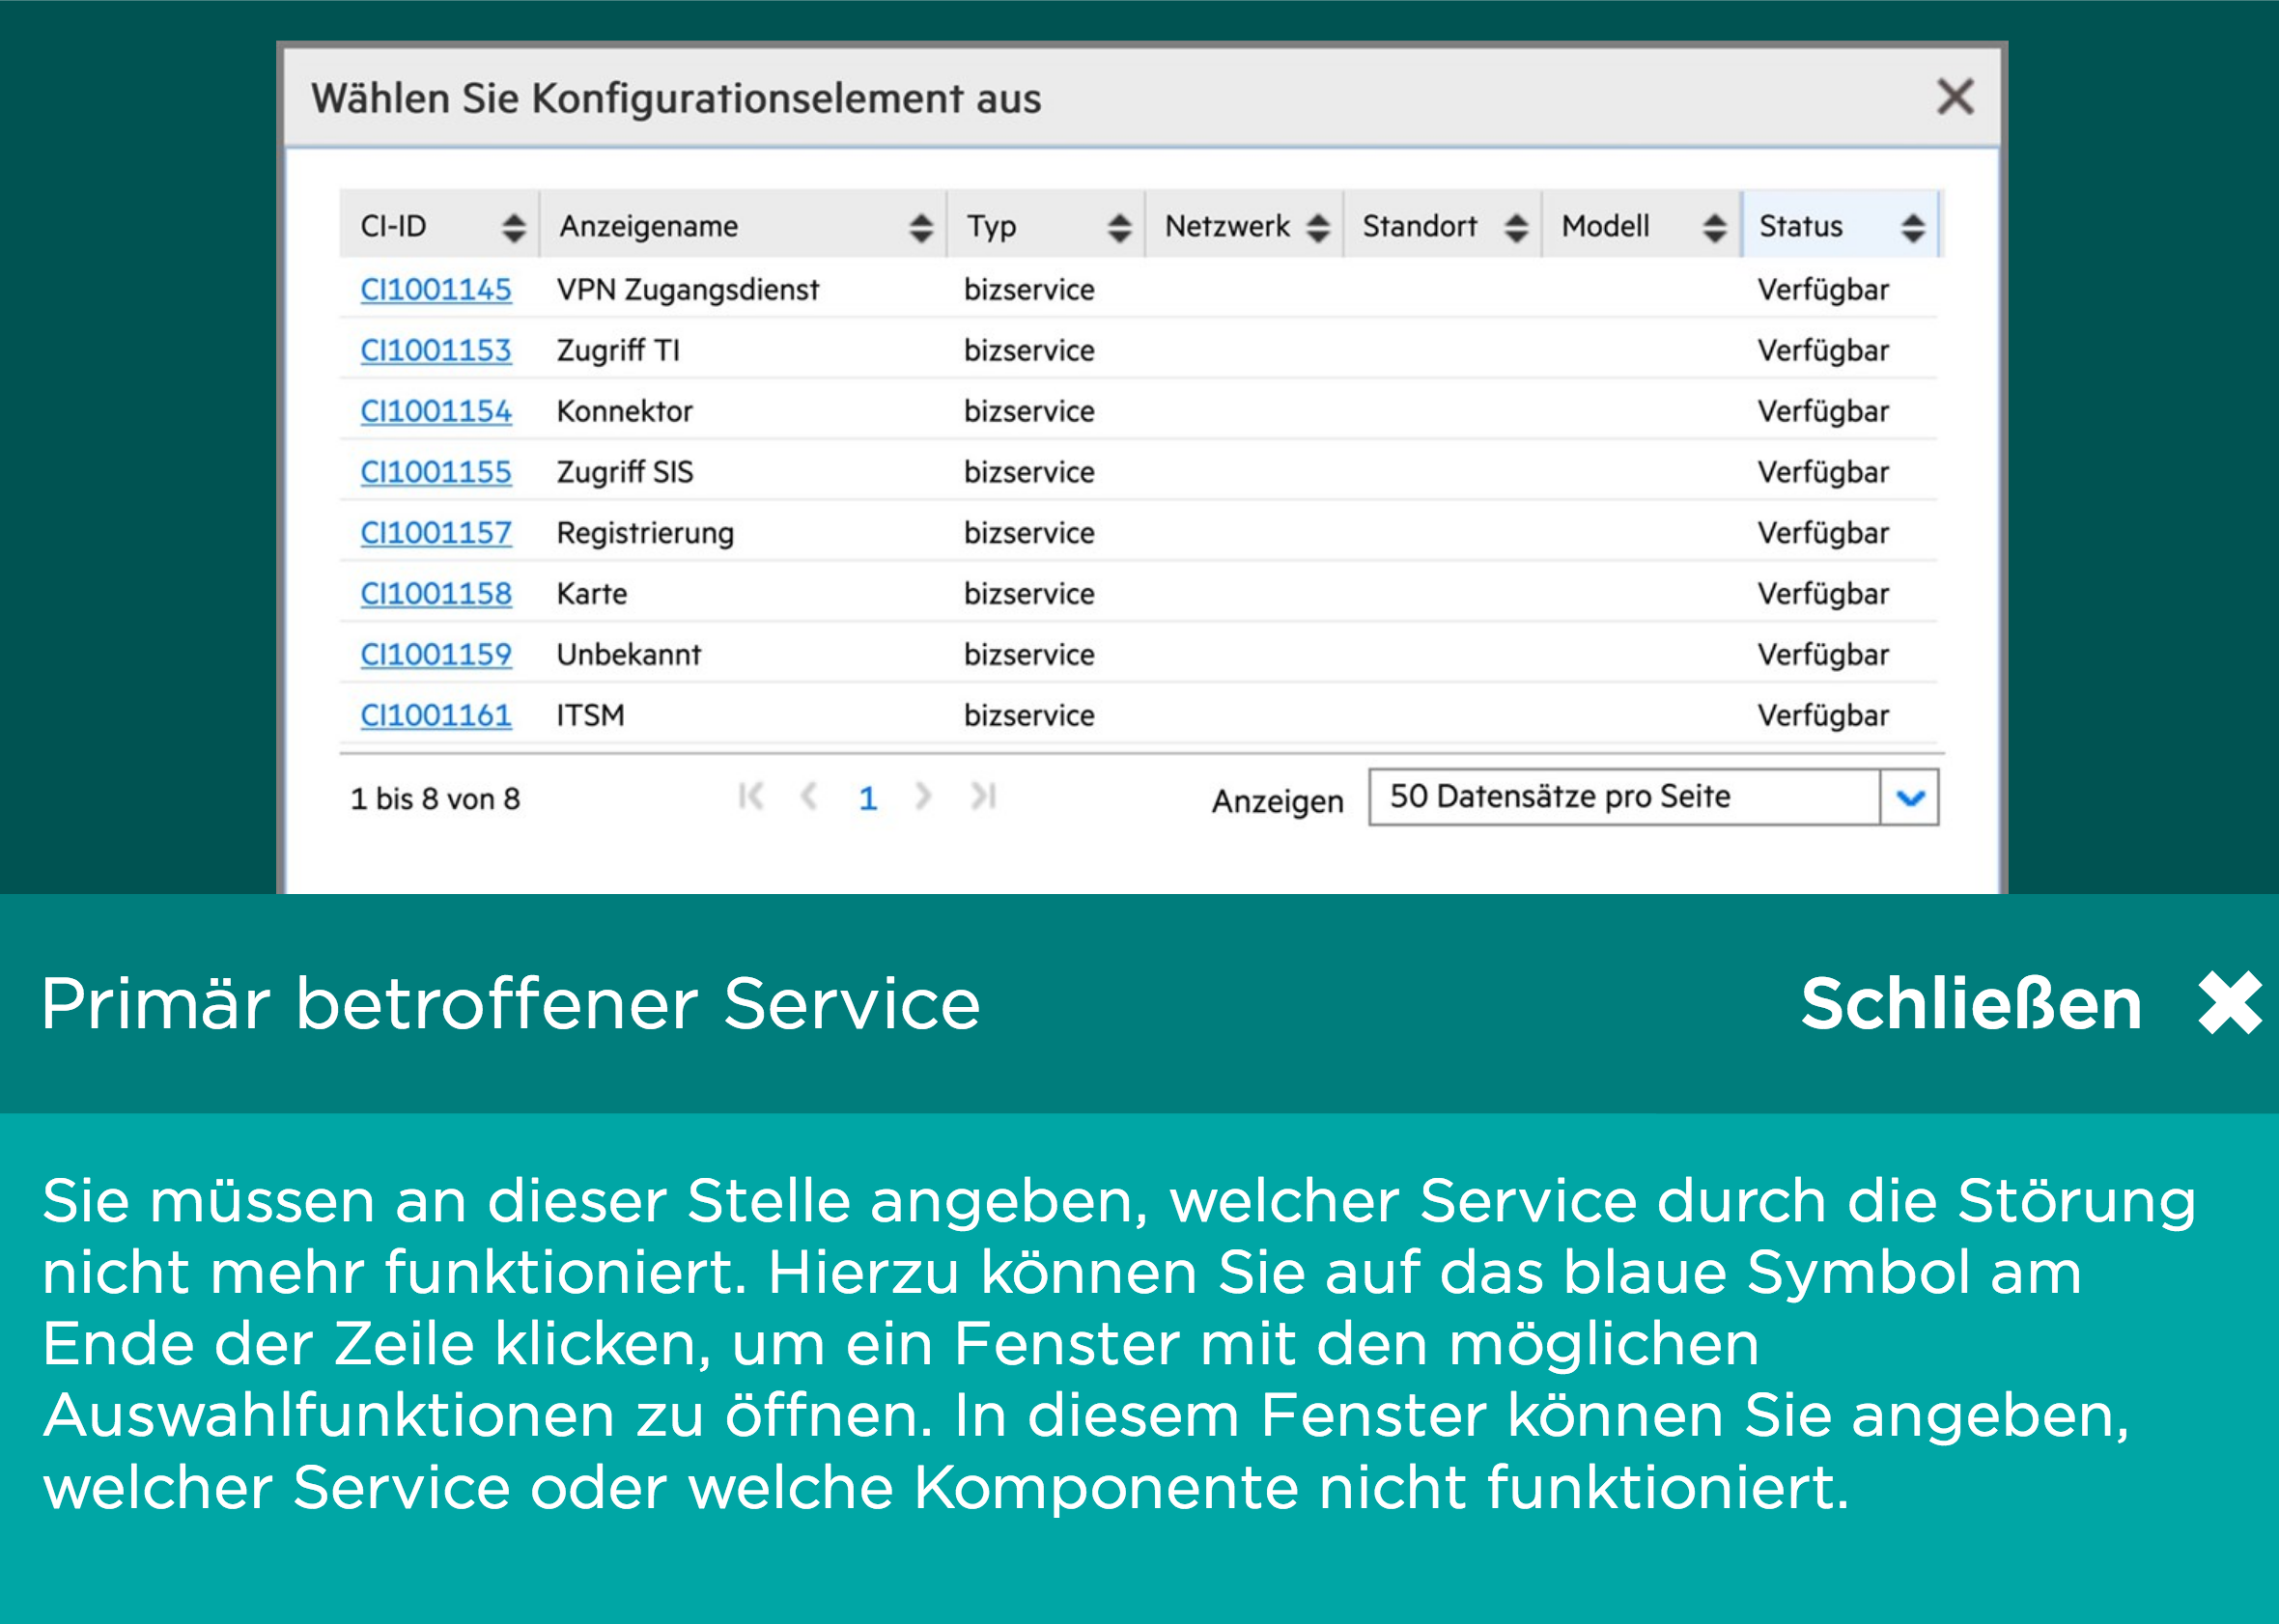 Wählen Sie Konfigurationselement aus
CI-ID Anzeigename Typ Netzwerk Standort Modell Status
CI1001145 VPN Zugangsdienst bizservice Verfügbar
CI1001153 Zugriff TI bizservice Verfügbar
CI1001154 Konnektor bizservice Verfügbar
CI1001155 Zugriff SIS bizservice Verfügbar
CI1001157 Registrierung bizservice Verfügbar
CI1001158 Karte bizservice Verfügbar
CI1001159 Unbekannt bizservice Verfügbar
CI1001161 ITSM bizservice Verfügbar
1 bis 8 von 8 1 Anzeigen 50 Datensätze pro Seite
Primär betroffener Service Schließen
Sie müssen an dieser Stelle angeben, welcher Service durch die Störung
nicht mehr funktioniert. Hierzu können Sie auf das blaue Symbol am
Ende der Zeile klicken, um ein Fenster mit den möglichen
Auswahlfunktionen zu öffnen. In diesem Fenster können Sie angeben,
welcher Service oder welche Komponente nicht funktioniert.